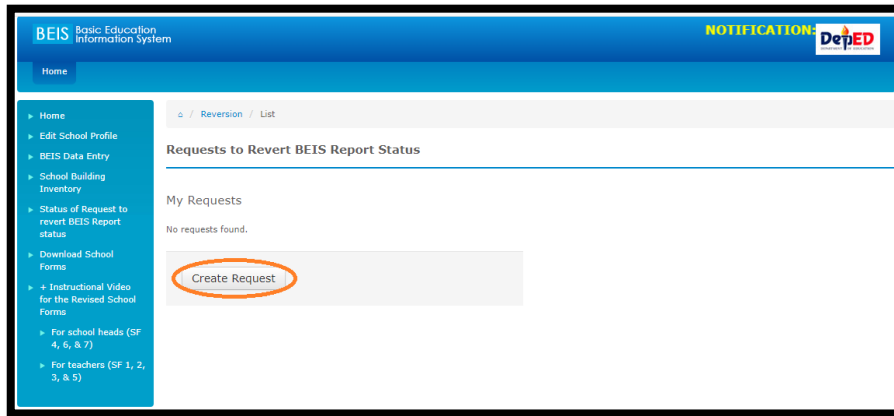 BEIS Basic Education
Information System
NOTIFICATION:
DepED
DEPARTMENT OF EDUCATION
Home
Home
Edit School Profile
BEIS Data Entry
School Building
Inventory
Status of Request to
revert BEIS Report
status
Download School
Forms
+ Instructional Video
for the Revised School
Forms
For school heads (SF
4, 6, & 7)
For teachers (SF 1, 2,
3, & 5)
/ Reversion / List
Requests to Revert BEIS Report Status
My Requests
No requests found.
Create Request